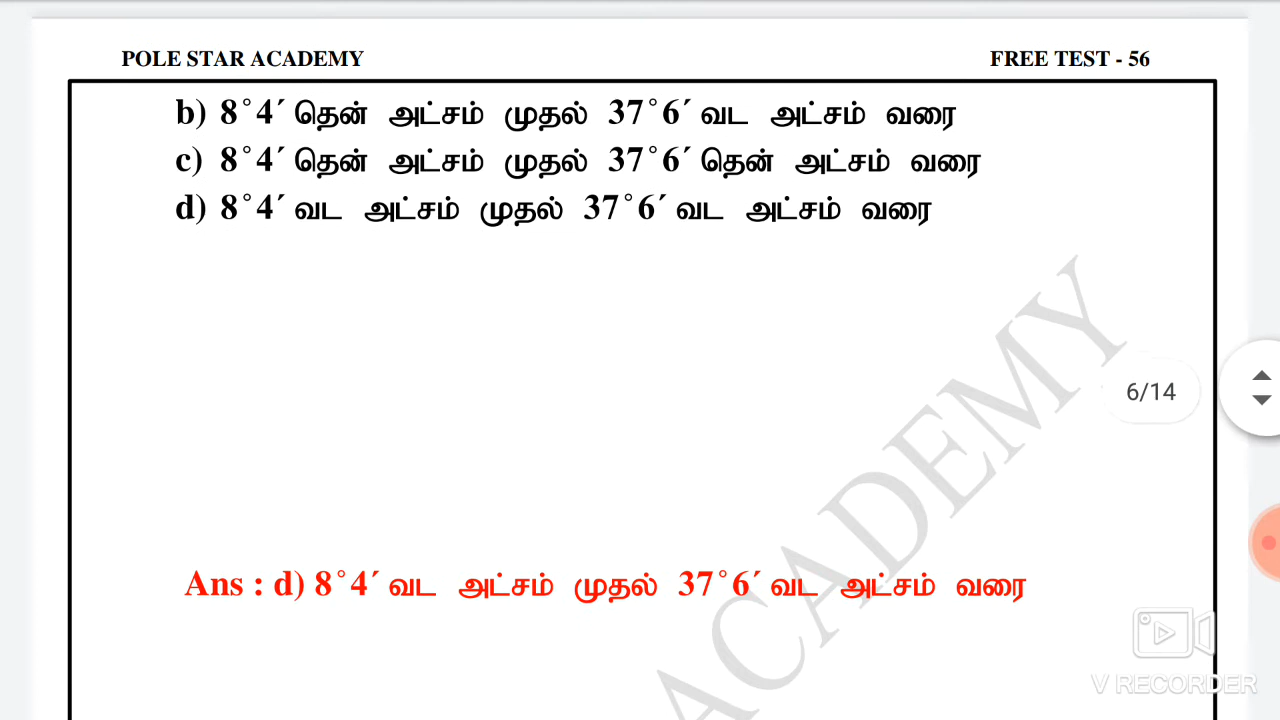 POLE STAR ACADEMY FREE TEST - 56
b) 8°4′ தென் அட்சம் முதல் 37°6′ வட அட்சம் வரை
c) 8°4′ தென் அட்சம் முதல் 37°6′ தென் அட்சம் வரை
d) 8°4′ வட அட்சம் முதல் 37°6′ வட அட்சம் வரை
6/14
Ans : d) 8°4′ வட அட்சம் முதல் 37°6′ வட அட்சம் வரை
ACADEMY
V RECORDER